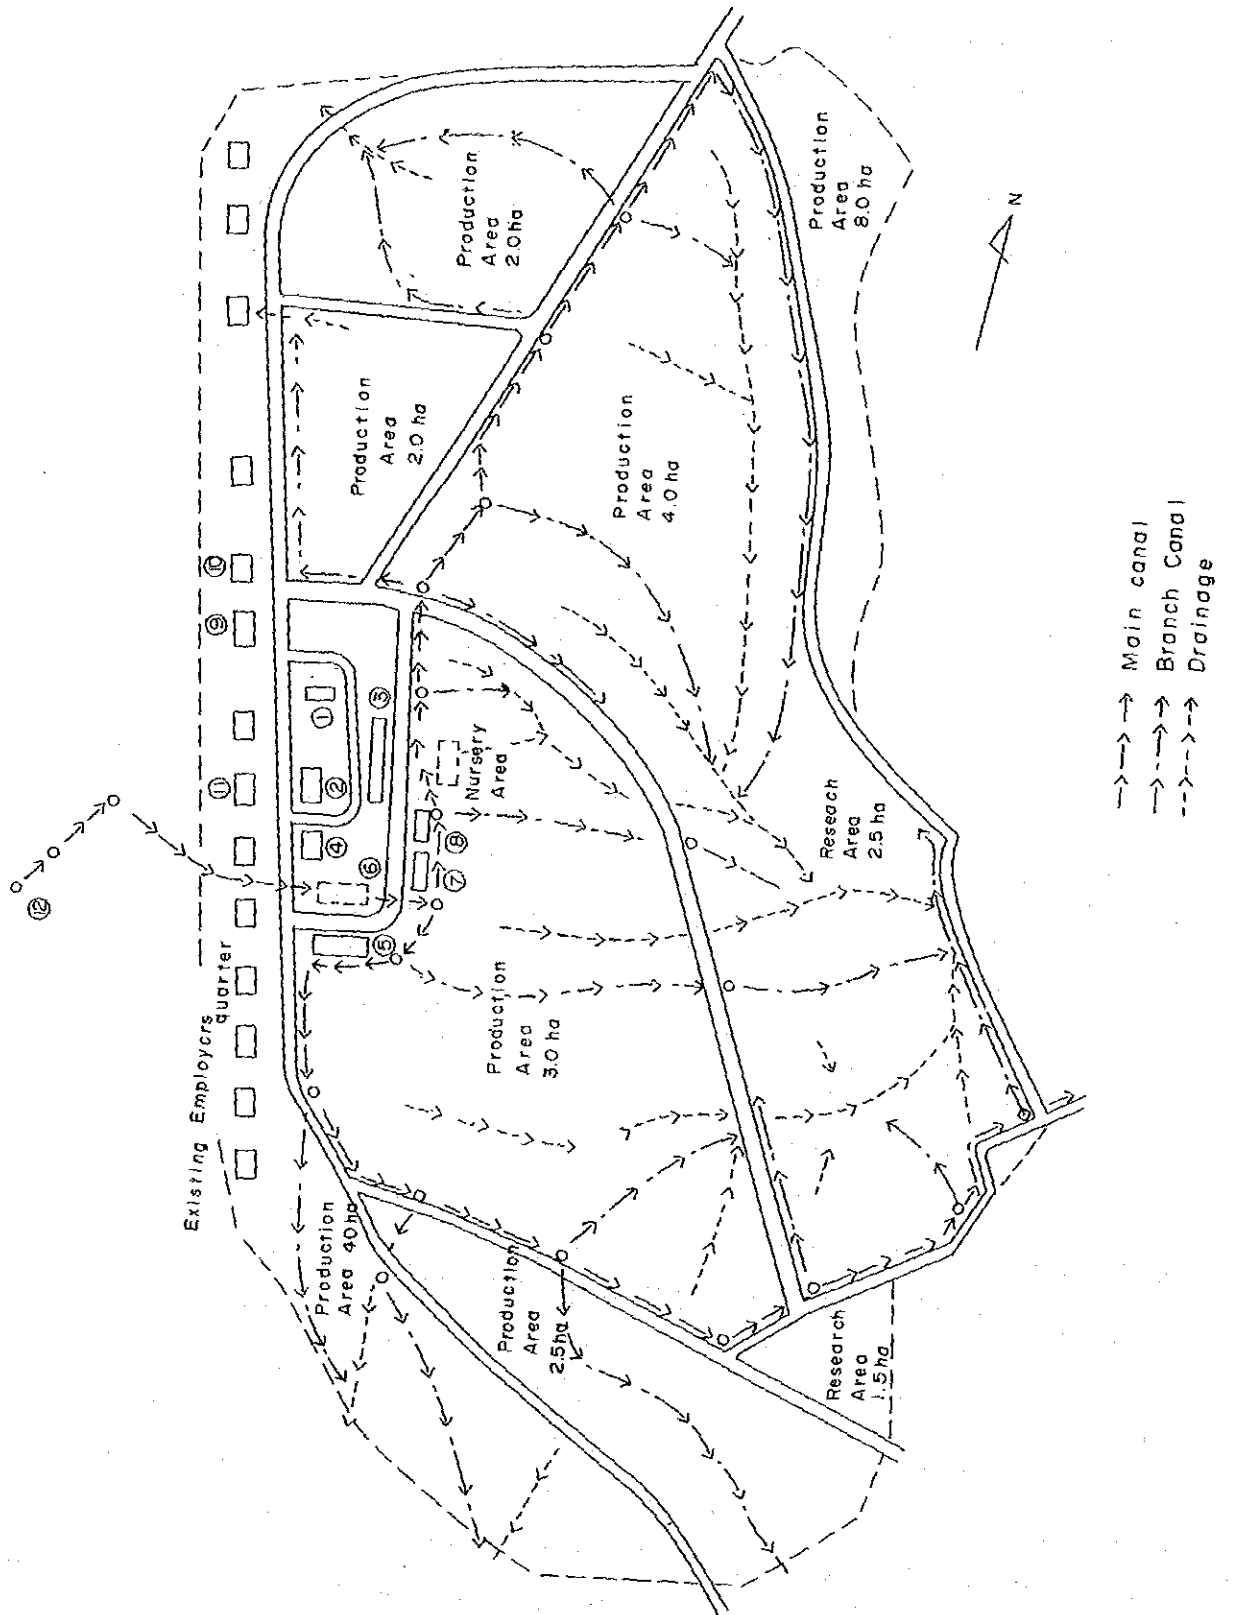 Production
Area
8.0 ha
Production
Area
2.0 ha
N
Production
Area
2.0 ha
Production
Area
4.0 ha
⑩
⑨
①
③
⑪
②
Nursery
Area
④
⑥
⑧
⑦
⑫
⑤
Reseach
Area
2.5 ha
Existing Employers
quarter
Production
Area
3.0 ha
Production
Area 40 ha
Production
Area
2.5 ha
Research
Area
1.5 ha
Main canal
Branch Canal
Drainage